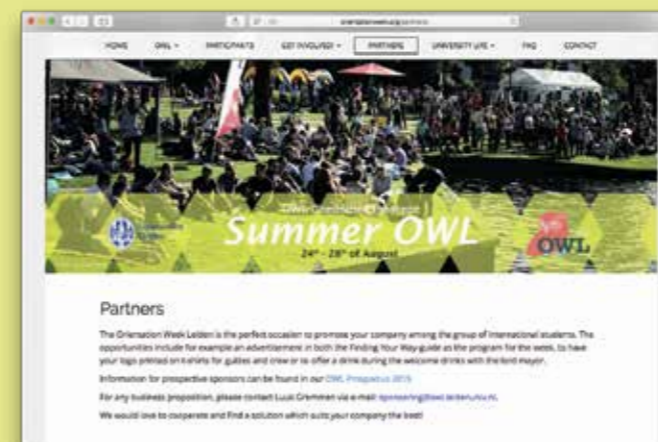 HOME OWL PARTICIPANTS GET INVOLVED PARTNERS UNIVERSITY LIFE FAQ CONTACT
Summer OWL
24th - 28th of August
OWL
Partners
The Orientation Week Leiden is the perfect occasion to promote your company among the group of international students. The
opportunities include for example an advertisement in both the Finding Your Way-guide as the program for the week, to have
your logo printed on t-shirts for guides and crew or to offer a drink during the welcome drinks with the lord mayor.
Information for prospective sponsors can be found in our OWL Prospectus 2015
For any business proposition, please contact Luuk Gremmen via e-mail:
We would love to cooperate and find a solution which suits your company the best!